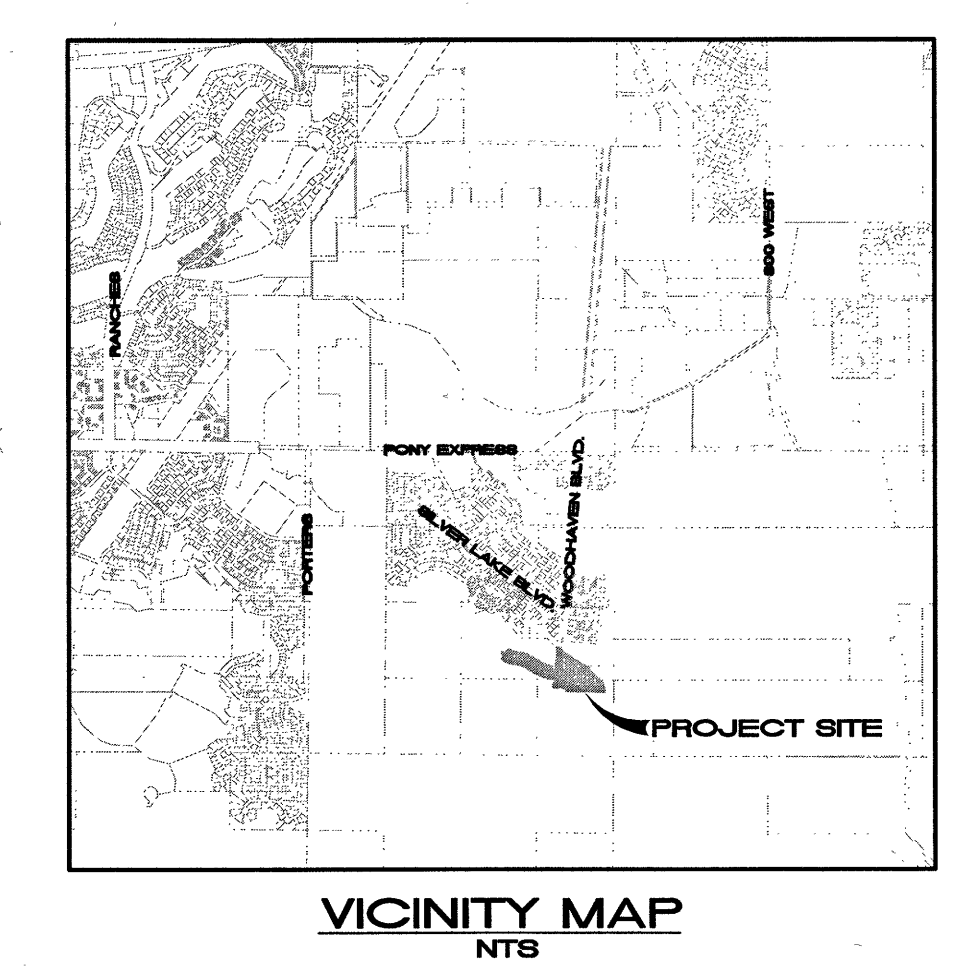 800 WEST
RANCHES
PONY EXPRESS
WOODHAVEN BLVD.
SILVER LAKE BLVD.
PORTERS
PROJECT SITE
VICINITY MAP
NTS